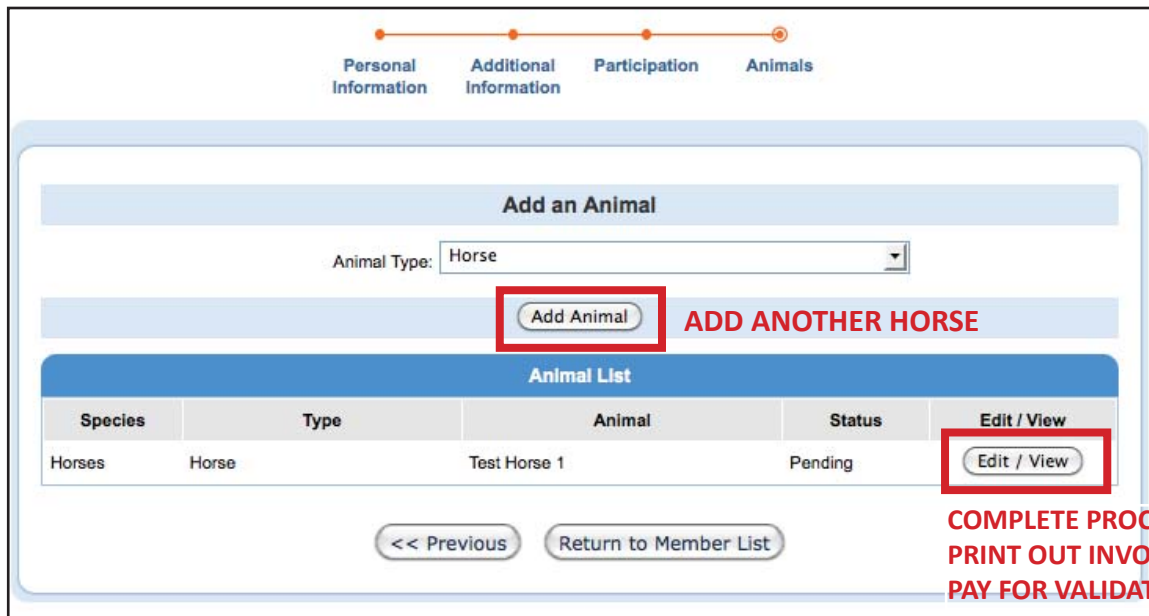 Personal Information
Additional Information
Participation
Animals
Add an Animal
Animal Type: Horse
Add Animal ADD ANOTHER HORSE
Animal List
Species Type Animal Status Edit / View
Horses Horse Test Horse 1 Pending Edit / View
<< Previous Return to Member List
COMPLETE
PRINT OUT
PAY FOR